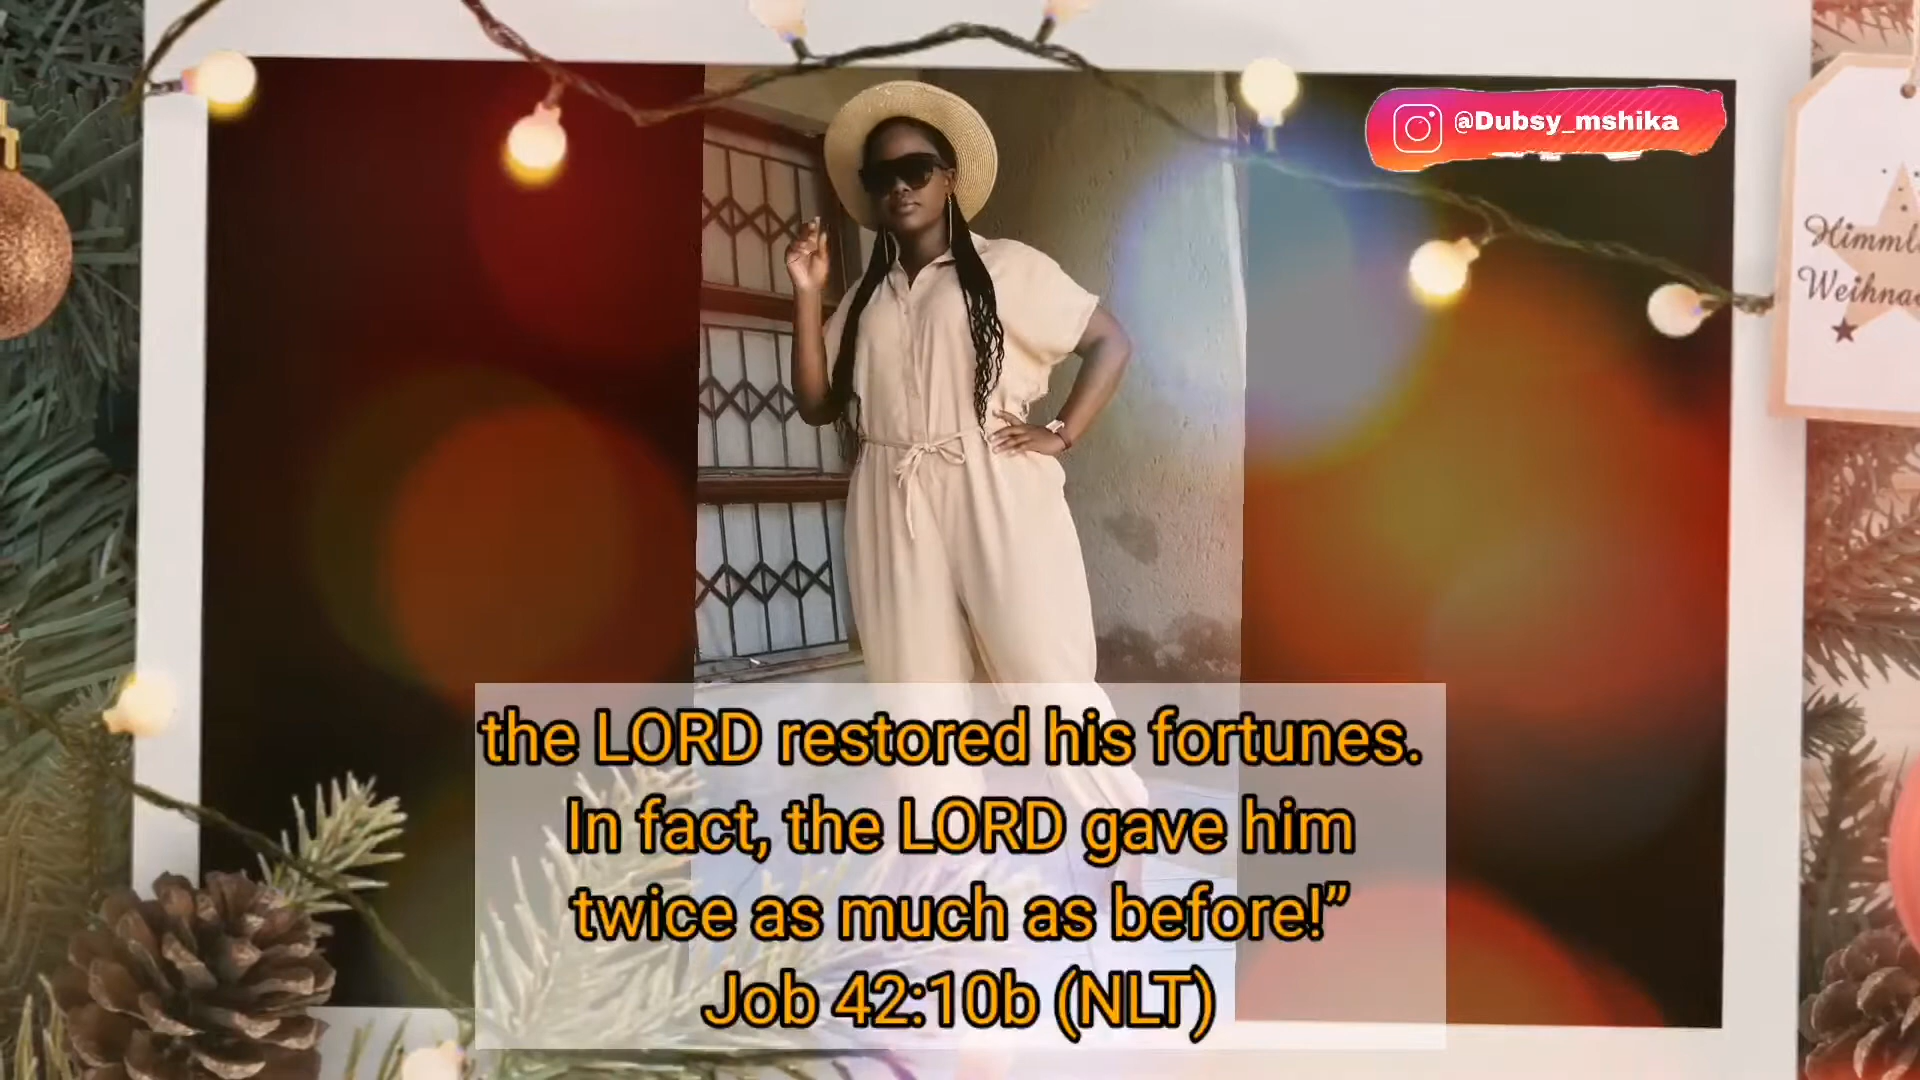 @Dubsy_mshika
the LORD restored his fortunes.
In fact, the LORD gave him
twice as much as before!”
Job 42:10b (NLT)